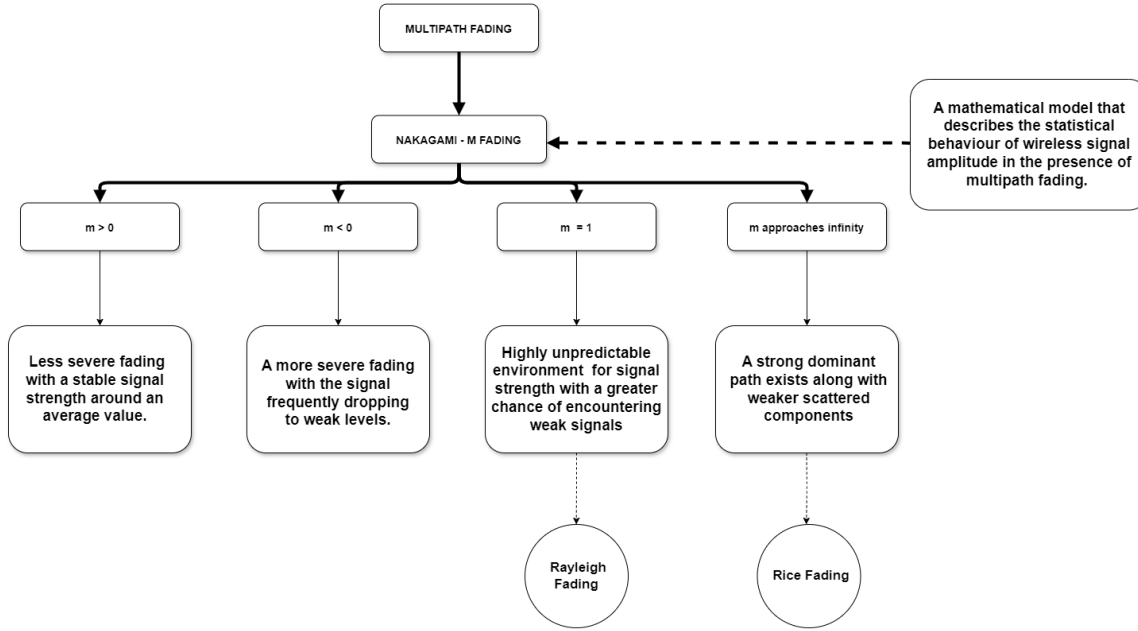 MULTIPATH FADING
NAKAGAMI - M FADING
A mathematical model that
describes the statistical
behaviour of wireless signal
amplitude in the presence of
multipath fading.
m > 0
m < 0
m = 1
m approaches infinity
Less severe fading
with a stable signal
strength around an
average value.
A more severe fading
with the signal
frequently dropping
to weak levels.
Highly unpredictable
environment for signal
strength with a greater
chance of encountering
weak signals
A strong dominant
path exists along with
weaker scattered
components
Rayleigh
Fading
Rice Fading